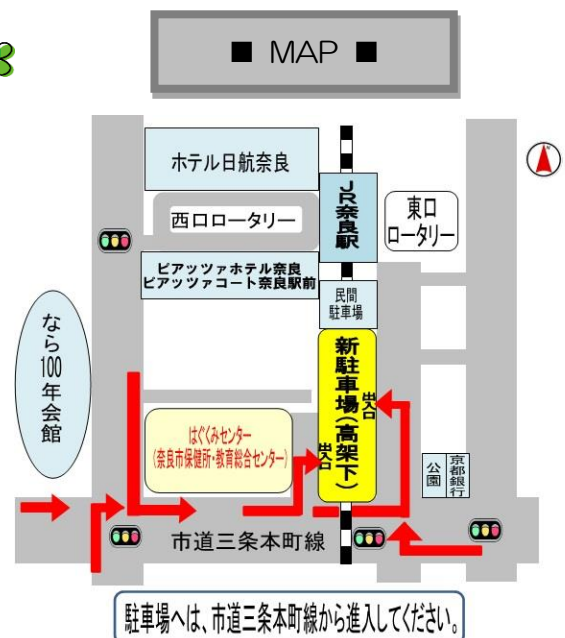 ■ MAP ■
ホテル日航奈良
JR奈良駅
西口ロータリー
東口
ロータリー
ピアッツァホテル奈良
ピアッツァコート奈良駅前
民間
駐車場
なら100年会館
新駐車場(高架下)
出入口
出入口
はぐくみセンター
(奈良市保健所・教育総合センター)
公園
京都銀行
市道三条本町線
駐車場へは、市道三条本町線から進入してください。